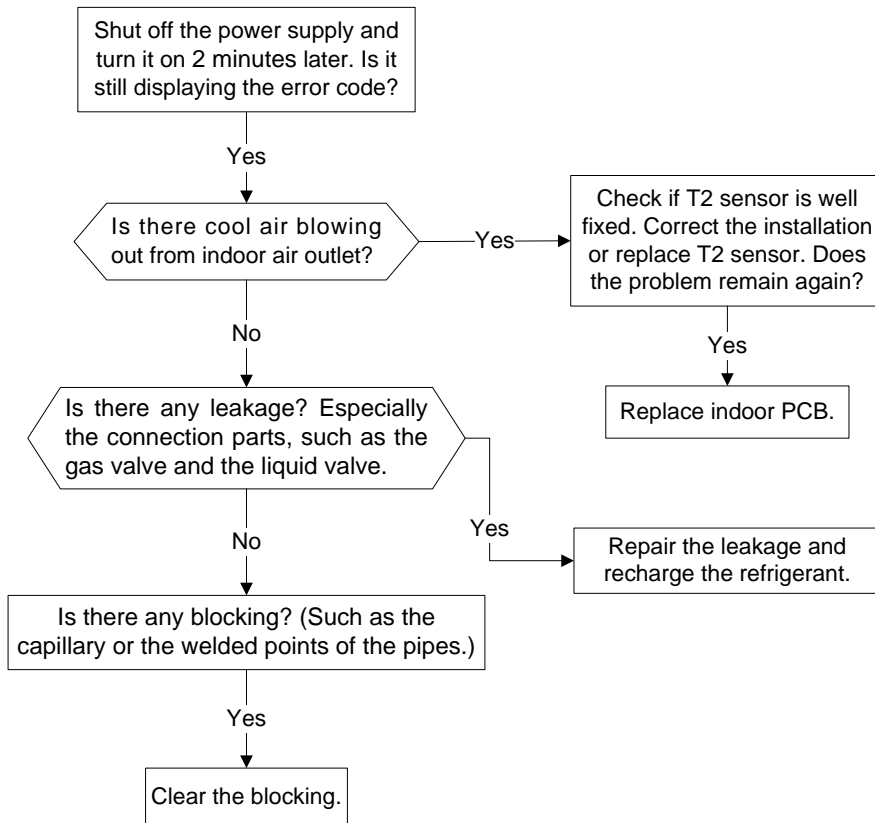 Shut off the power supply and
turn it on 2 minutes later. Is it
still displaying the error code?
Yes
Is there cool air blowing
out from indoor air outlet?
Yes
Check if T2 sensor is well
fixed. Correct the installation
or replace T2 sensor. Does
the problem remain again?
Yes
Replace indoor PCB.
No
Is there any leakage? Especially
the connection parts, such as the
gas valve and the liquid valve.
Yes
Repair the leakage and
recharge the refrigerant.
No
Is there any blocking? (Such as the
capillary or the welded points of the pipes.)
Yes
Clear the blocking.